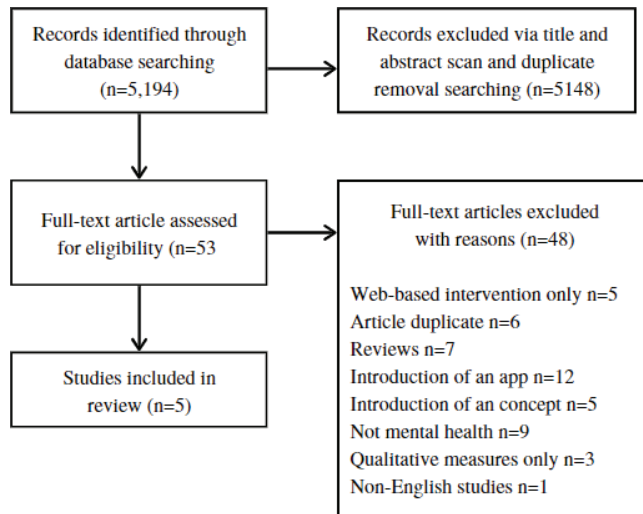 Records identified through
database searching
(n=5,194)
Records excluded via title and
abstract scan and duplicate
removal searching (n=5148)
Full-text article assessed
for eligibility (n=53
Full-text articles excluded
with reasons (n=48)
Web-based intervention only n=5
Article duplicate n=6
Reviews n=7
Introduction of an app n=12
Introduction of an concept n=5
Not mental health n=9
Qualitative measures only n=3
Non-English studies n=1
Studies included in
review (n=5)